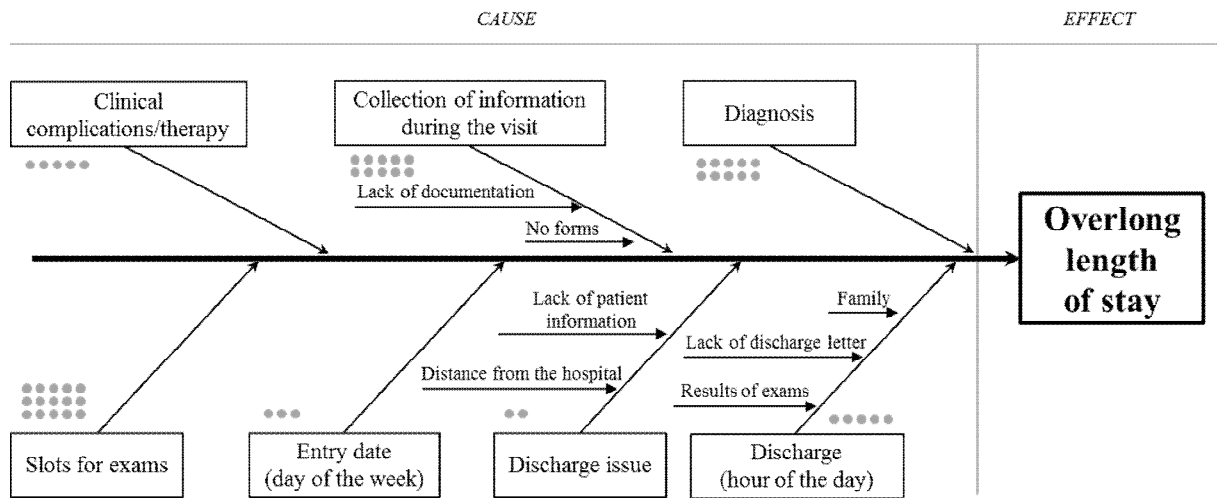 CAUSE
EFFECT
Clinical
complications/therapy
Collection of information
during the visit
Diagnosis
Lack of documentation
No forms
Overlong
length
of stay
Lack of patient
information
Family
Lack of discharge letter
Distance from the hospital
Results of exams
Slots for exams
Entry date
(day of the week)
Discharge issue
Discharge
(hour of the day)